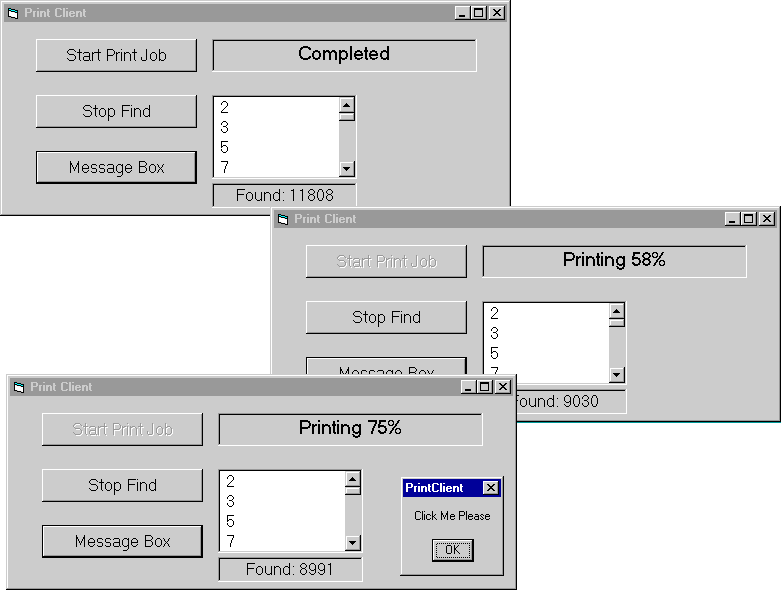 Print Client
Start Print Job
Completed
Stop Find
2
3
5
7
Message Box
Found: 11808
Print Client
Start Print Job
Printing 58%
Stop Find
2
3
5
7
Message Box
Found: 9030
Print Client
Start Print Job
Printing 75%
Stop Find
2
3
5
7
Message Box
Found: 8991
PrintClient
Click Me Please
OK